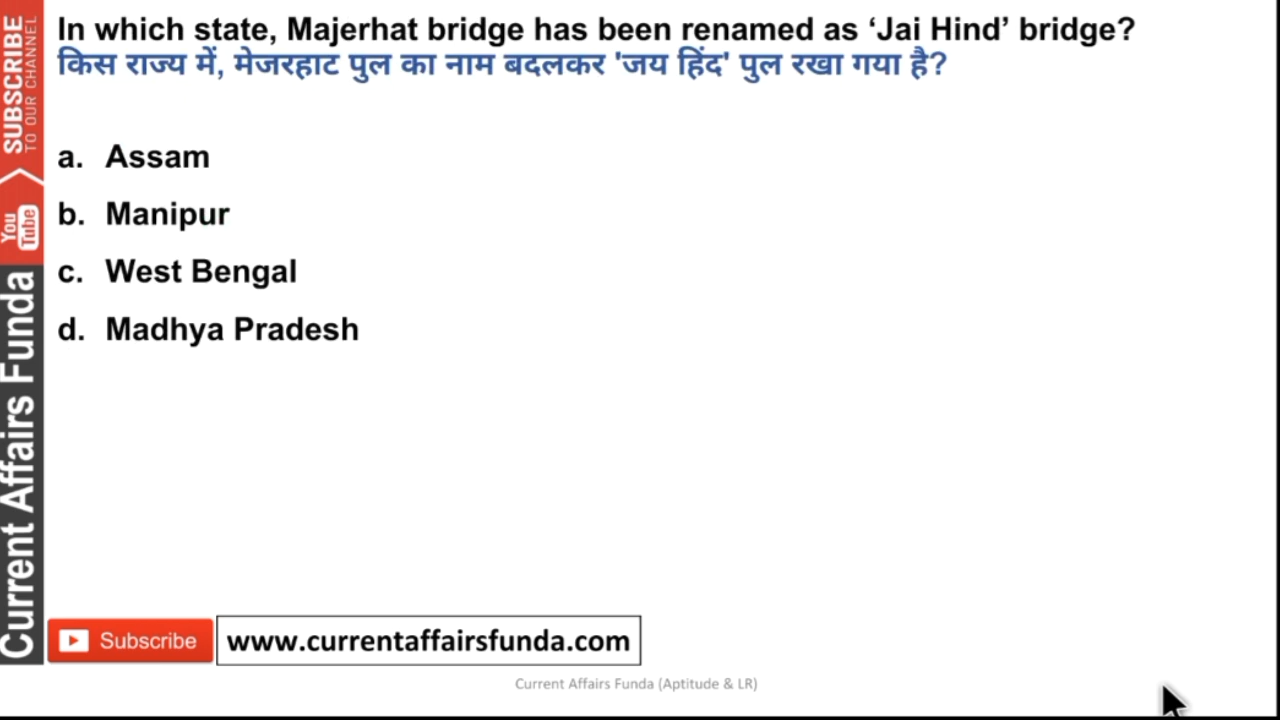 In which state, Majerhat bridge has been renamed as ‘Jai Hind’ bridge?
किस राज्य में, मेजरहाट पुल का नाम बदलकर 'जय हिंद' पुल रखा गया है?
a. Assam
b. Manipur
c. West Bengal
d. Madhya Pradesh
SUBSCRIBE
TO OUR CHANNEL
You
Tube
Current Affairs Funda
Subscribe
www.currentaffairsfunda.com
Current Affairs Funda (Aptitude & LR)